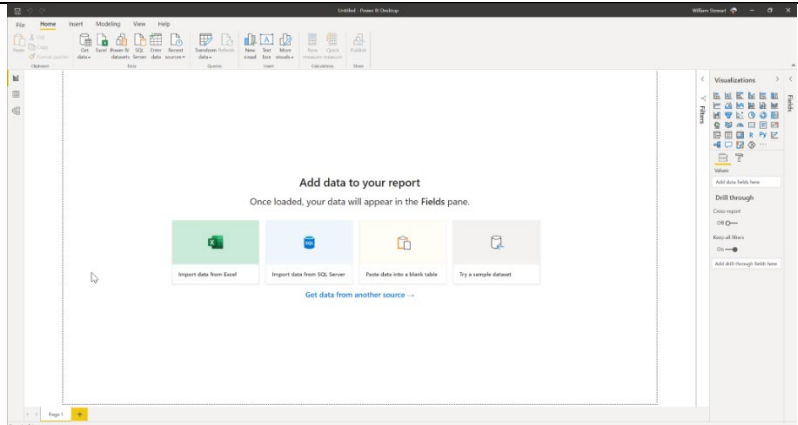 Untitled - Power BI Desktop
William Stewart
File Home Insert Modeling View Help
Paste
Cut
Copy
Format painter
Clipboard
Get data
Excel
Power BI datasets
SQL Server
Enter data
Recent sources
Data
Transform data
Refresh
Queries
New visual
Text box
More visuals
Insert
New measure
Quick measure
Calculations
Publish
Share
Filters
Visualizations
Fields
R Py
Values
Add data fields here
Drill through
Cross-report
Off
Keep all filters
On
Add drill-through fields here
Add data to your report
Once loaded, your data will appear in the Fields pane.
SQL
Import data from Excel
Import data from SQL Server
Paste data into a blank table
Try a sample dataset
Get data from another source →
Page 1